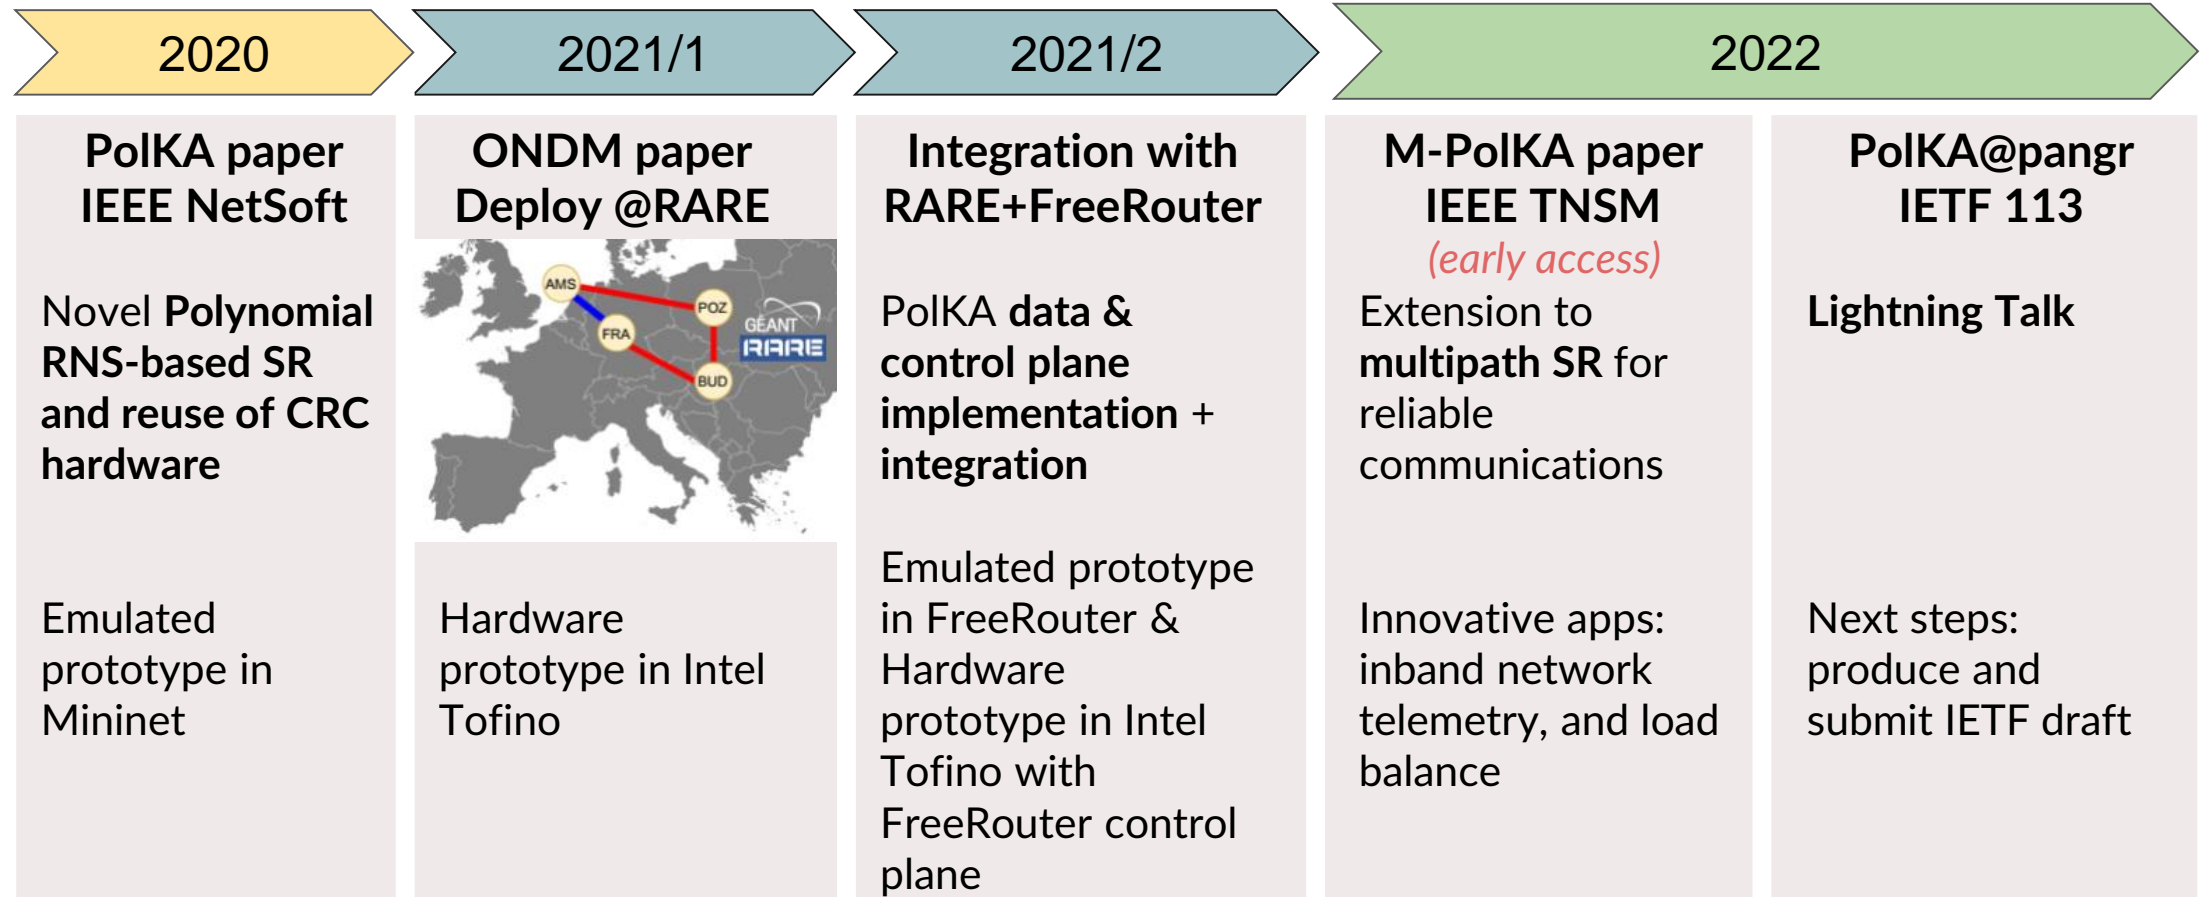 2020
2021/1
2021/2
2022
PolKA paper
IEEE NetSoft
Novel Polynomial
RNS-based SR
and reuse of CRC
hardware
Emulated
prototype in
Mininet
ONDM paper
Deploy @RARE
AMS
POZ
FRA
BUD
GÉANT
RARE
Hardware
prototype in Intel
Tofino
Integration with
RARE+FreeRouter
PolKA data &
control plane
implementation +
integration
Emulated prototype
in FreeRouter &
Hardware
prototype in Intel
Tofino with
FreeRouter control
plane
M-PolKA paper
IEEE TNSM
(early access)
Extension to
multipath SR for
reliable
communications
Innovative apps:
inband network
telemetry, and load
balance
PolKA@pangr
IETF 113
Lightning Talk
Next steps:
produce and
submit IETF draft